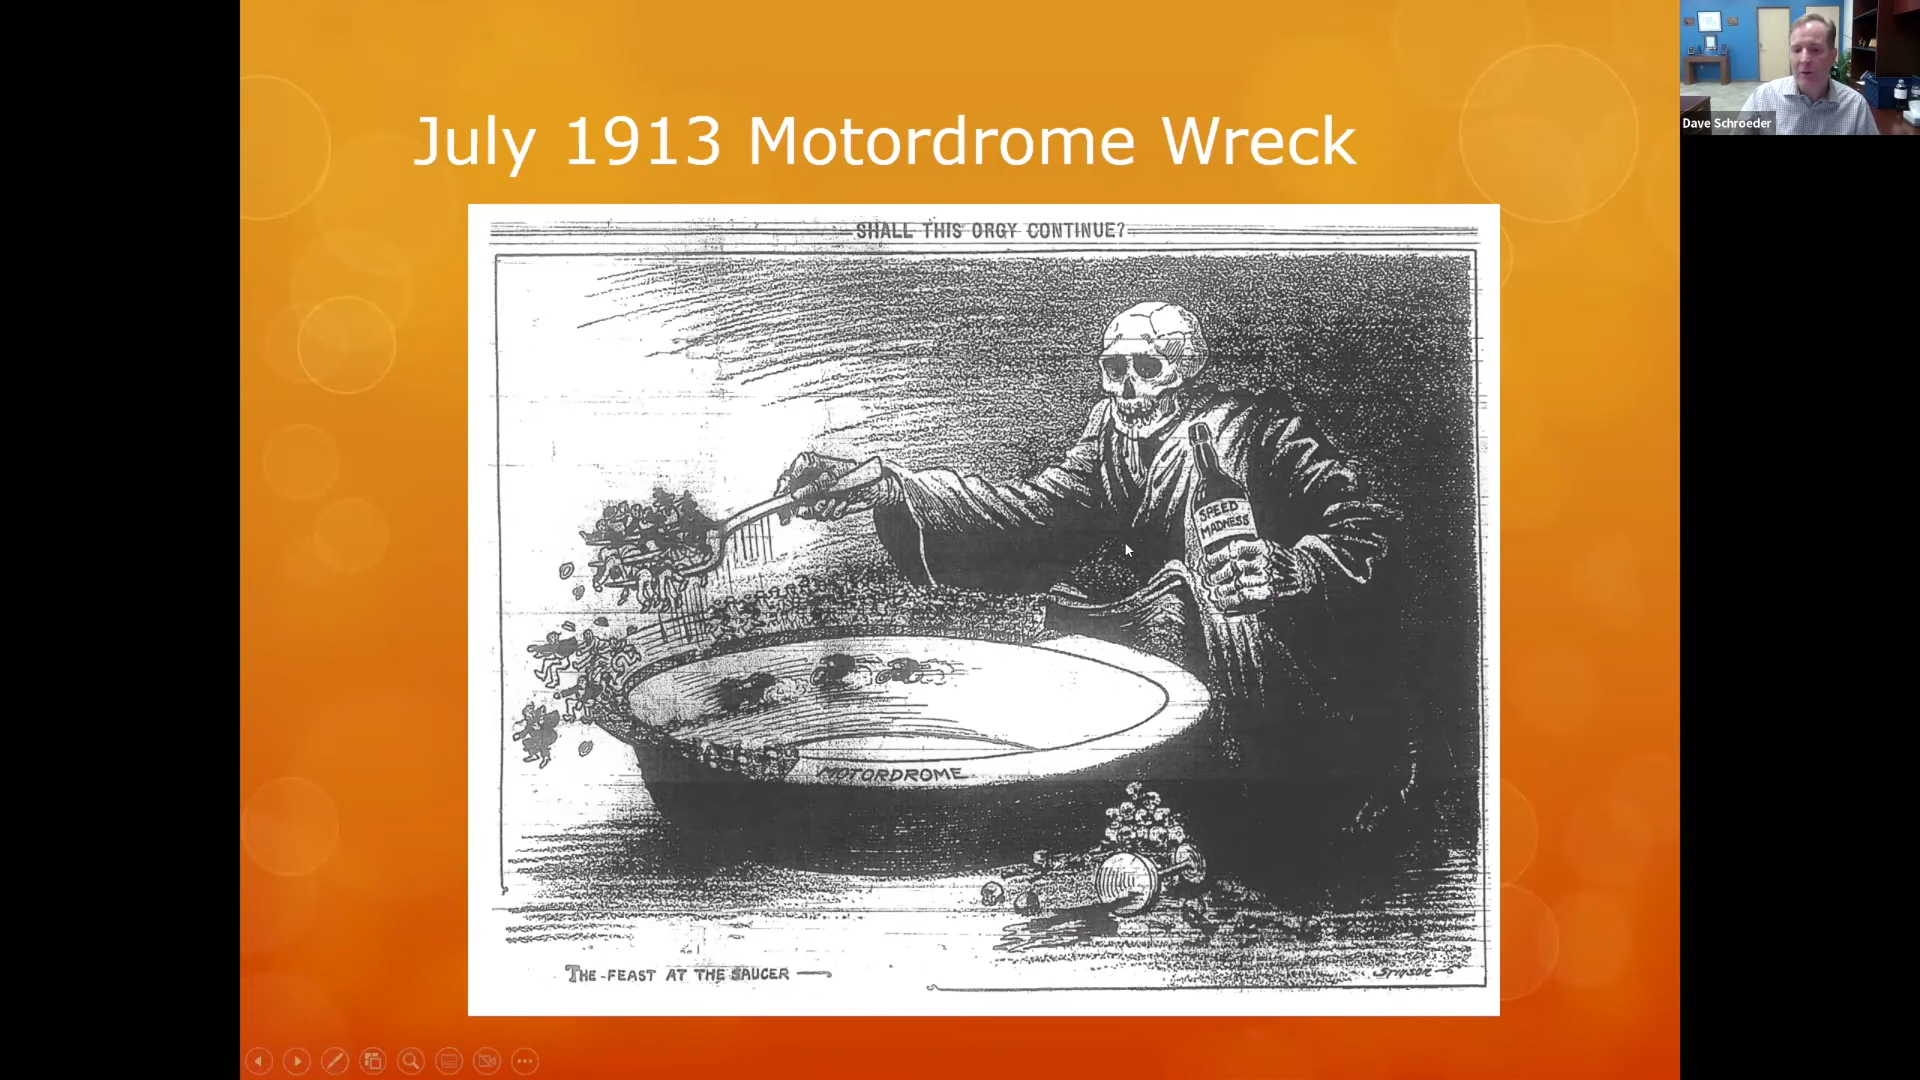 July 1913 Motordrome Wreck
Dave Schroeder
SHALL THIS ORGY CONTINUE?
SPEED
MADNESS
MOTORDROME
THE FEAST AT THE SAUCER